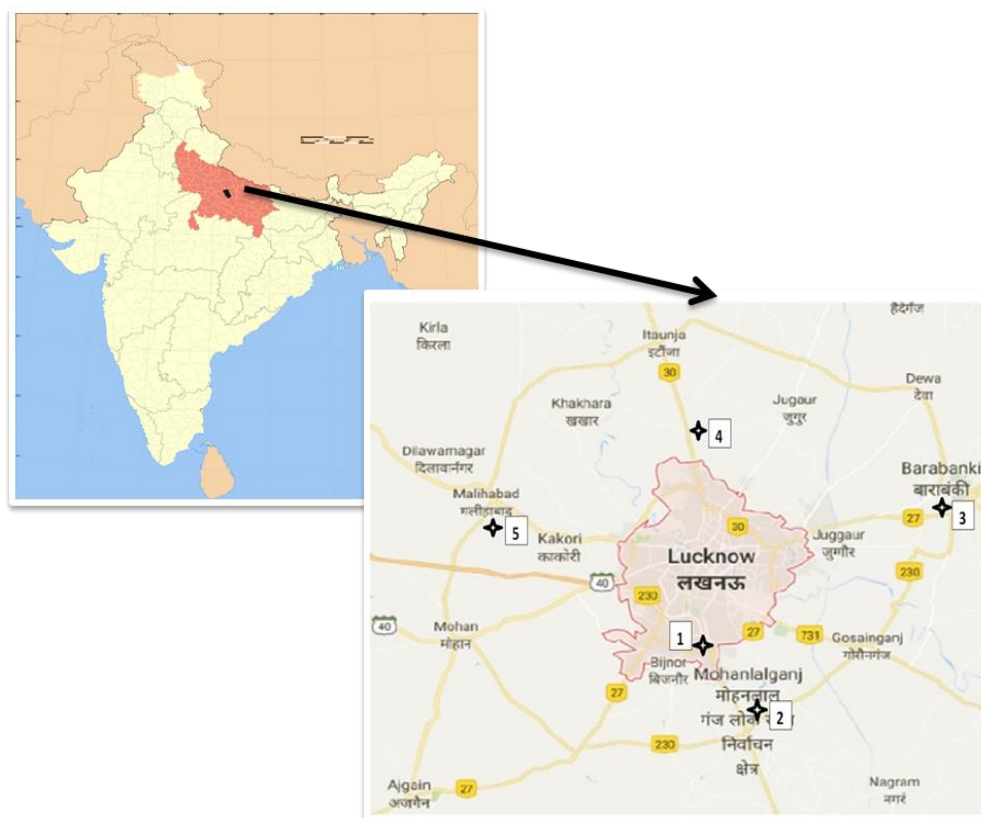 Kirla
किरला
Itaunja
इटौंजा
30
हैदेगंज
Dewa
देवा
Khakhara
खखार
Jugaur
जुगुर
4
Dilawarnagar
दिलावार्नगर
Malihabad
मलीहाबाद
5
Kakori
काकोरी
Barabanki
बाराबंकी
27
3
30
Lucknow
लखनऊ
Juggaur
जुग्गौर
230
40
230
40
Mohan
मोहान
1
27
731
Gosainganj
गोसैनगंज
Bijnor
बिजनौर
Mohanlalganj
मोहनलाल
गंज लोक
निर्वाचन
क्षेत्र
2
27
230
Ajgain
अजगैन
27
Nagram
नगरं